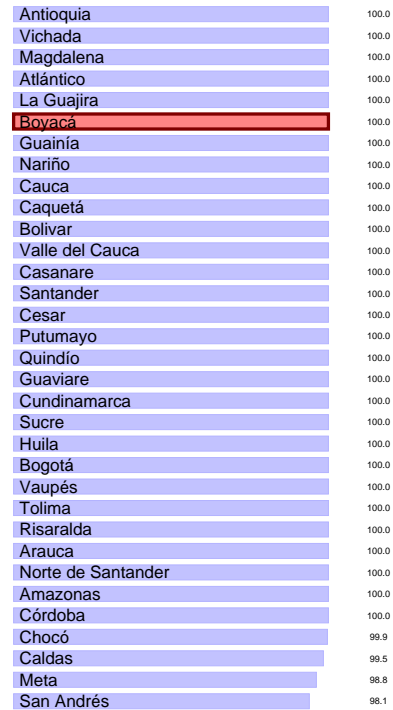 Antioquia 100.0
Vichada 100.0
Magdalena 100.0
Atlántico 100.0
La Guajira 100.0
Boyacá 100.0
Guainía 100.0
Nariño 100.0
Cauca 100.0
Caquetá 100.0
Bolivar 100.0
Valle del Cauca 100.0
Casanare 100.0
Santander 100.0
Cesar 100.0
Putumayo 100.0
Quindío 100.0
Guaviare 100.0
Cundinamarca 100.0
Sucre 100.0
Huila 100.0
Bogotá 100.0
Vaupés 100.0
Tolima 100.0
Risaralda 100.0
Arauca 100.0
Norte de Santander 100.0
Amazonas 100.0
Córdoba 100.0
Chocó 99.9
Caldas 99.5
Meta 98.8
San Andrés 98.1